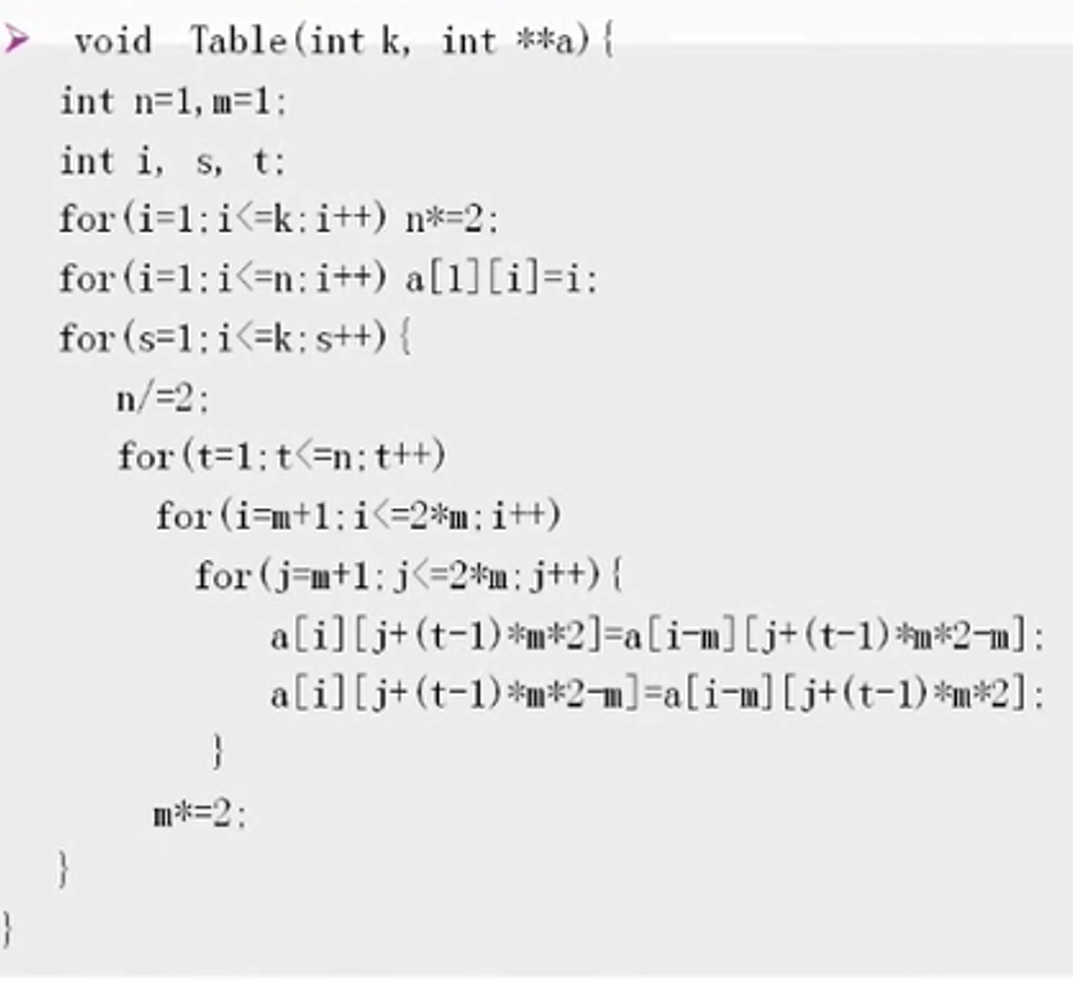 ➢ void Table(int k, int **a){
int n=1,m=1;
int i, s, t;
for(i=1;i<=k;i++) n*=2;
for(i=1;i<=n;i++) a[1][i]=i;
for(s=1;i<=k;s++){
n/=2;
for(t=1;t<=n;t++)
for(i=m+1;i<=2*m;i++)
for(j=m+1;j<=2*m;j++){
a[i][j+(t-1)*m*2]=a[i-m][j+(t-1)*m*2-m];
a[i][j+(t-1)*m*2-m]=a[i-m][j+(t-1)*m*2];
}
m*=2;
}
}